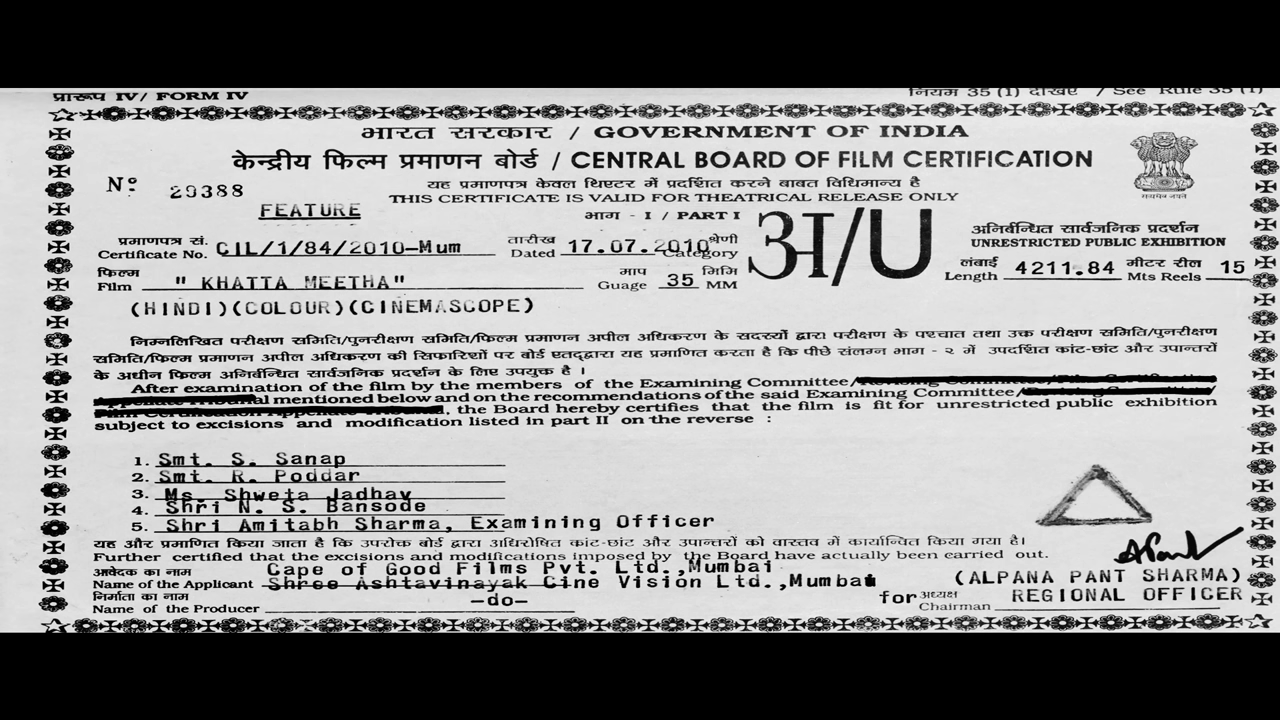 प्रारूप IV/ FORM IV
नियम 35 (1) देखिए / See Rule 35 (1)
भारत सरकार / GOVERNMENT OF INDIA
केन्द्रीय फिल्म प्रमाणन बोर्ड / CENTRAL BOARD OF FILM CERTIFICATION
Nº 20388
यह प्रमाणपत्र केवल थिएटर में प्रदर्शित करने बाबत विधिमान्य है
THIS CERTIFICATE IS VALID FOR THEATRICAL RELEASE ONLY
FEATURE
भाग - I / PART I
अ/U
प्रमाणपत्र सं.
Certificate No. CIL/1/84/2010-Mum
तारीख
Dated 17.07.2010
श्रेणी
Category
अनिर्बन्धित सार्वजनिक प्रदर्शन
UNRESTRICTED PUBLIC EXHIBITION
फिल्म
Film " KHATTA MEETHA"
माप 35 मिमि
Guage MM
लंबाई 4211.84 मीटर रील 15
Length Mts Reels
(HINDI)(COLOUR)(CINEMASCOPE)
निम्नलिखित परीक्षण समिति/पुनरीक्षण समिति/फिल्म प्रमाणन अपील अधिकरण के सदस्यों द्वारा परीक्षण के पश्चात तथा उक्त परीक्षण समिति/पुनरीक्षण
समिति/फिल्म प्रमाणन अपील अधिकरण की सिफारिशों पर बोर्ड एतद्द्वारा यह प्रमाणित करता है कि पीछे संलग्न भाग - २ में उपदर्शित कांट-छांट और उपान्तरों
के अधीन फिल्म अनिर्बन्धित सार्वजनिक प्रदर्शन के लिए उपयुक्त है ।
After examination of the film by the members of the Examining Committee/
al mentioned below and on the recommendations of the said Examining Committee/
, the Board hereby certifies that the film is fit for unrestricted public exhibition
subject to excisions and modification listed in part II on the reverse :
1. Smt. S. Sanap
2. Smt. R. Poddar
3. Ms. Shweta Jadhav
4. Shri N. S. Bansode
5. Shri Amitabh Sharma, Examining Officer
यह और प्रमाणित किया जाता है कि उपरोक्त बोर्ड द्वारा अधिरोपित कांट-छांट और उपान्तरों को वास्तव में कार्यान्वित किया गया है।
Further certified that the excisions and modifications imposed by the Board have actually been carried out.
आवेदक का नाम Cape of Good Films Pvt. Ltd.,Mumbai
Name of the Applicant Shree Ashtavinayak Cine Vision Ltd.,Mumbai
(ALPANA PANT SHARMA)
निर्माता का नाम -do-
Name of the Producer
for अध्यक्ष REGIONAL OFFICER
Chairman